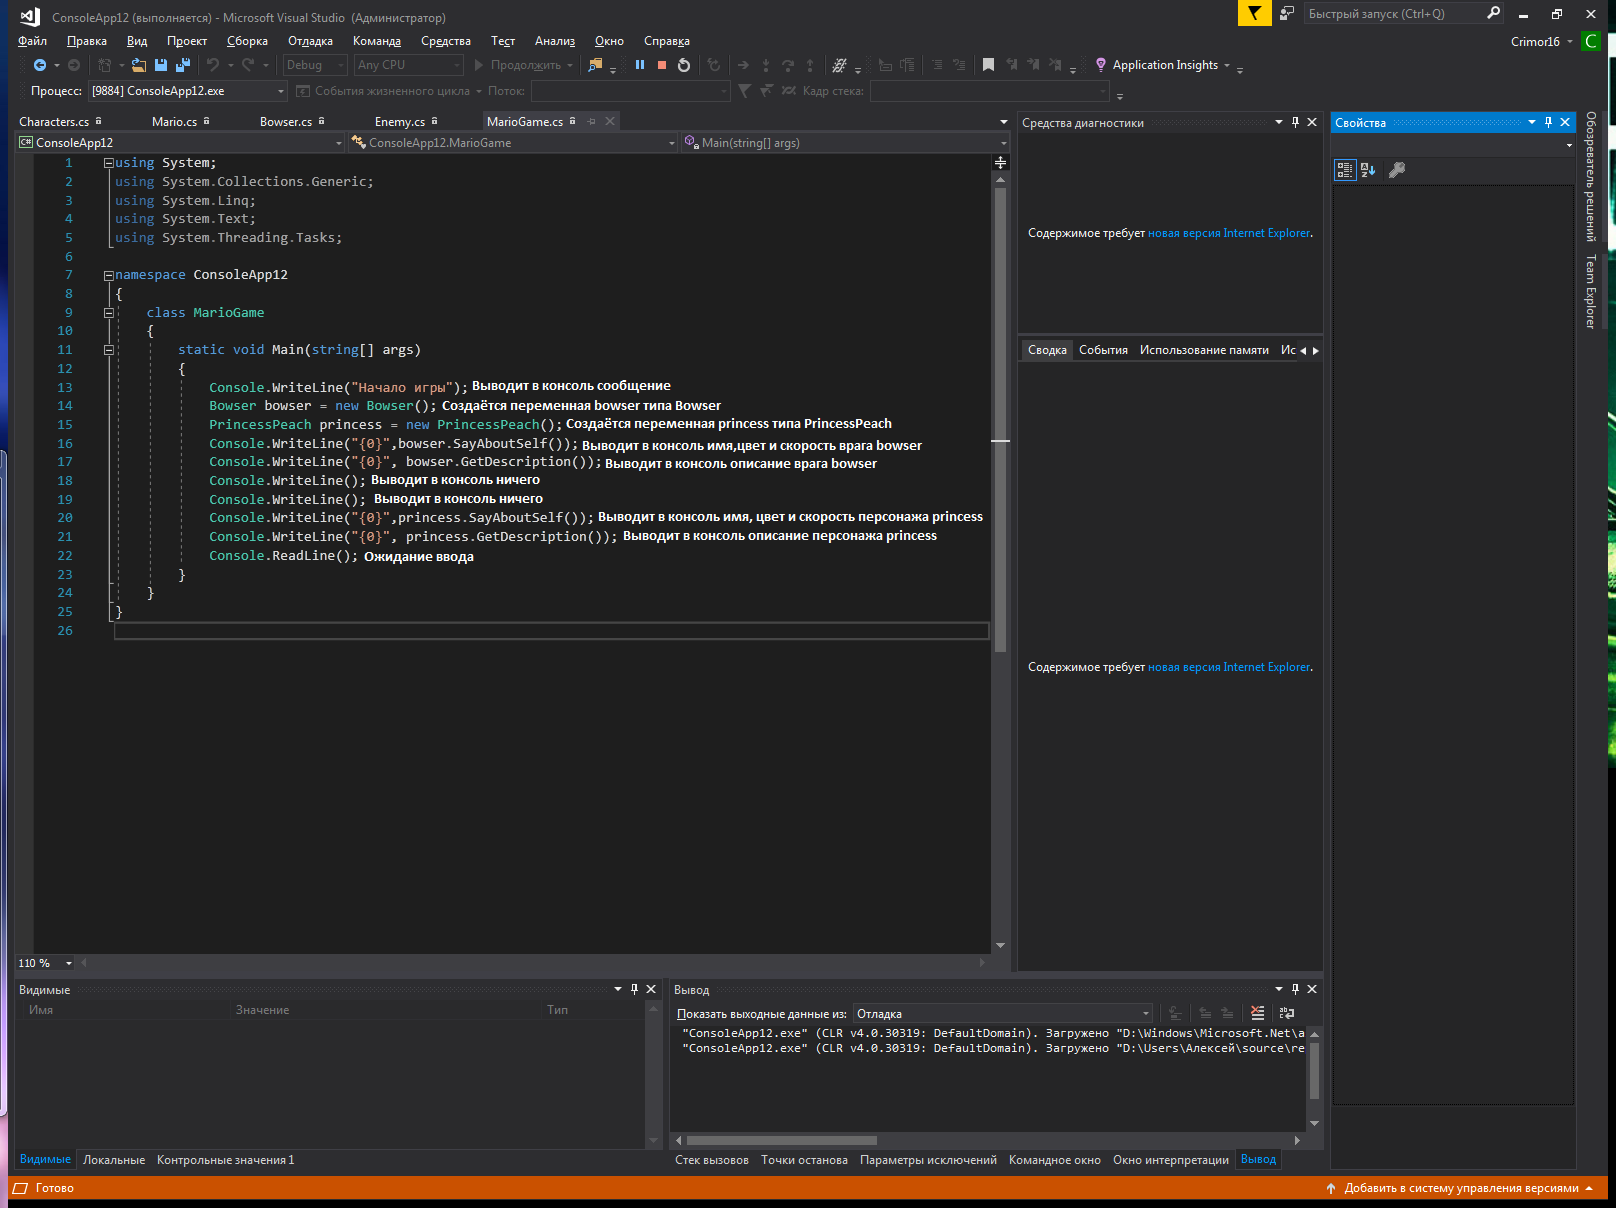 ConsoleApp12 (выполняется) - Microsoft Visual Studio (Администратор)
Быстрый запуск (Ctrl+Q)
Файл Правка Вид Проект Сборка Отладка Команда Средства Тест Анализ Окно Справка
Crimor16 C
Debug Any CPU Продолжить Application Insights
Процесс: [9884] ConsoleApp12.exe События жизненного цикла Поток: Кадр стека:
Characters.cs Mario.cs Bowser.cs Enemy.cs MarioGame.cs
ConsoleApp12 ConsoleApp12.MarioGame Main(string[] args)
1 using System;
2 using System.Collections.Generic;
3 using System.Linq;
4 using System.Text;
5 using System.Threading.Tasks;
6
7 namespace ConsoleApp12
8 {
9 class MarioGame
10 {
11 static void Main(string[] args)
12 {
13 Console.WriteLine("Начало игры"); Выводит в консоль сообщение
14 Bowser bowser = new Bowser(); Создаётся переменная bowser типа Bowser
15 PrincessPeach princess = new PrincessPeach(); Создаётся переменная princess типа PrincessPeach
16 Console.WriteLine("{0}",bowser.SayAboutSelf()); Выводит в консоль имя,цвет и скорость врага bowser
17 Console.WriteLine("{0}", bowser.GetDescription()); Выводит в консоль описание врага bowser
18 Console.WriteLine(); Выводит в консоль ничего
19 Console.WriteLine(); Выводит в консоль ничего
20 Console.WriteLine("{0}",princess.SayAboutSelf()); Выводит в консоль имя, цвет и скорость персонажа princess
21 Console.WriteLine("{0}", princess.GetDescription()); Выводит в консоль описание персонажа princess
22 Console.ReadLine(); Ожидание ввода
23 }
24 }
25 }
26
110 %
Средства диагностики
Содержимое требует новая версия Internet Explorer.
Сводка События Использование памяти Ис
Содержимое требует новая версия Internet Explorer.
Свойства
Обозреватель решений
Team Explorer
Видимые
Имя Значение Тип
Видимые Локальные Контрольные значения 1
Вывод
Показать выходные данные из: Отладка
"ConsoleApp12.exe" (CLR v4.0.30319: DefaultDomain). Загружено "D:\Windows\Microsoft.Net\a
"ConsoleApp12.exe" (CLR v4.0.30319: DefaultDomain). Загружено "D:\Users\Алексей\source\re
Стек вызовов Точки останова Параметры исключений Командное окно Окно интерпретации Вывод
Готово
Добавить в систему управления версиями